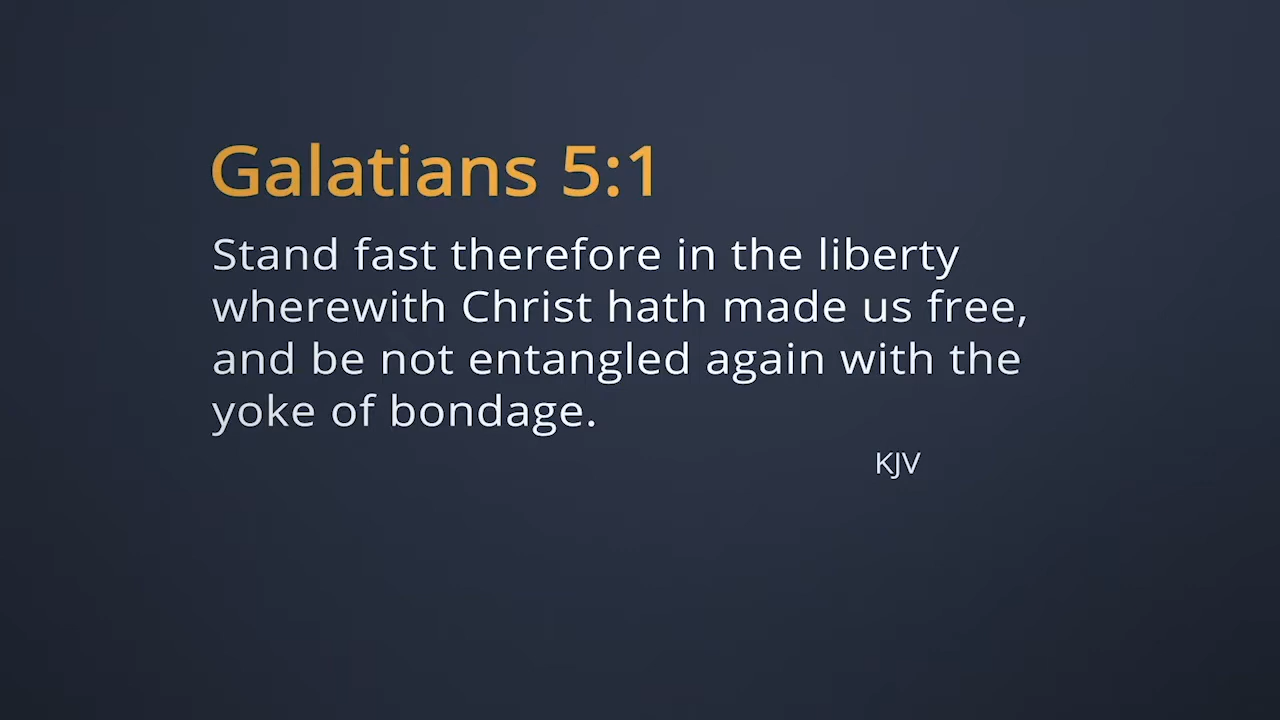 Galatians 5:1
Stand fast therefore in the liberty
wherewith Christ hath made us free,
and be not entangled again with the
yoke of bondage.
KJV